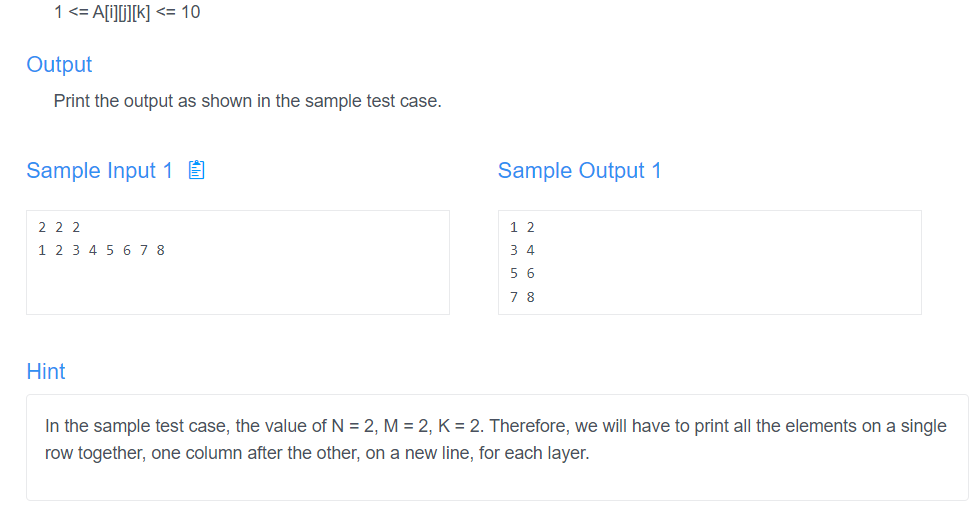 1 <= A[i][j][k] <= 10
Output
Print the output as shown in the sample test case.
Sample Input 1
2 2 2
1 2 3 4 5 6 7 8
Sample Output 1
1 2
3 4
5 6
7 8
Hint
In the sample test case, the value of N = 2, M = 2, K = 2. Therefore, we will have to print all the elements on a single
row together, one column after the other, on a new line, for each layer.